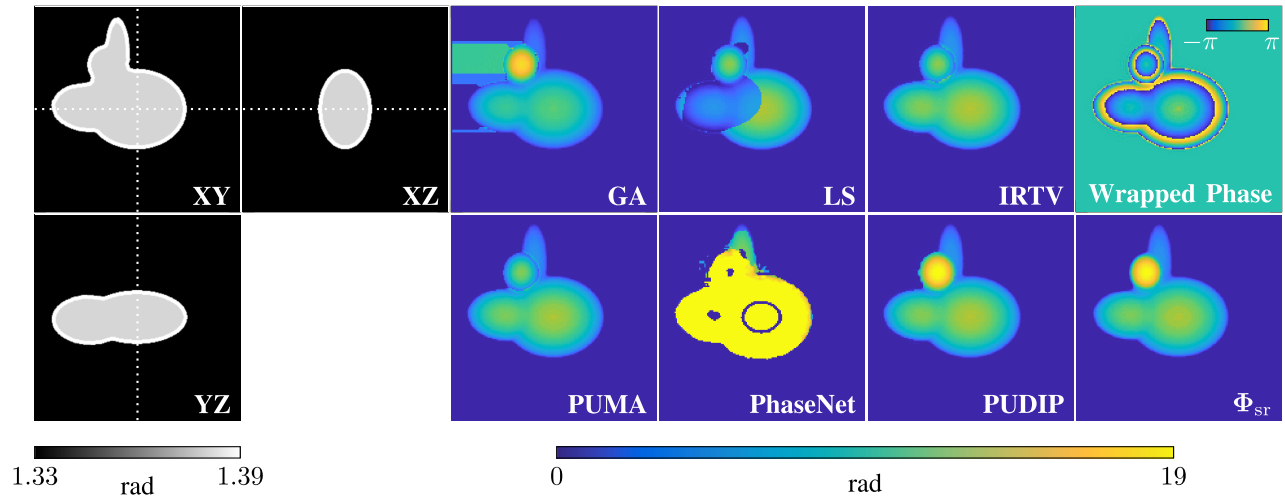 XY
XZ
GA
LS
IRTV
−π π
Wrapped Phase
YZ
PUMA
PhaseNet
PUDIP
Φsr
1.33 rad 1.39
0 rad 19